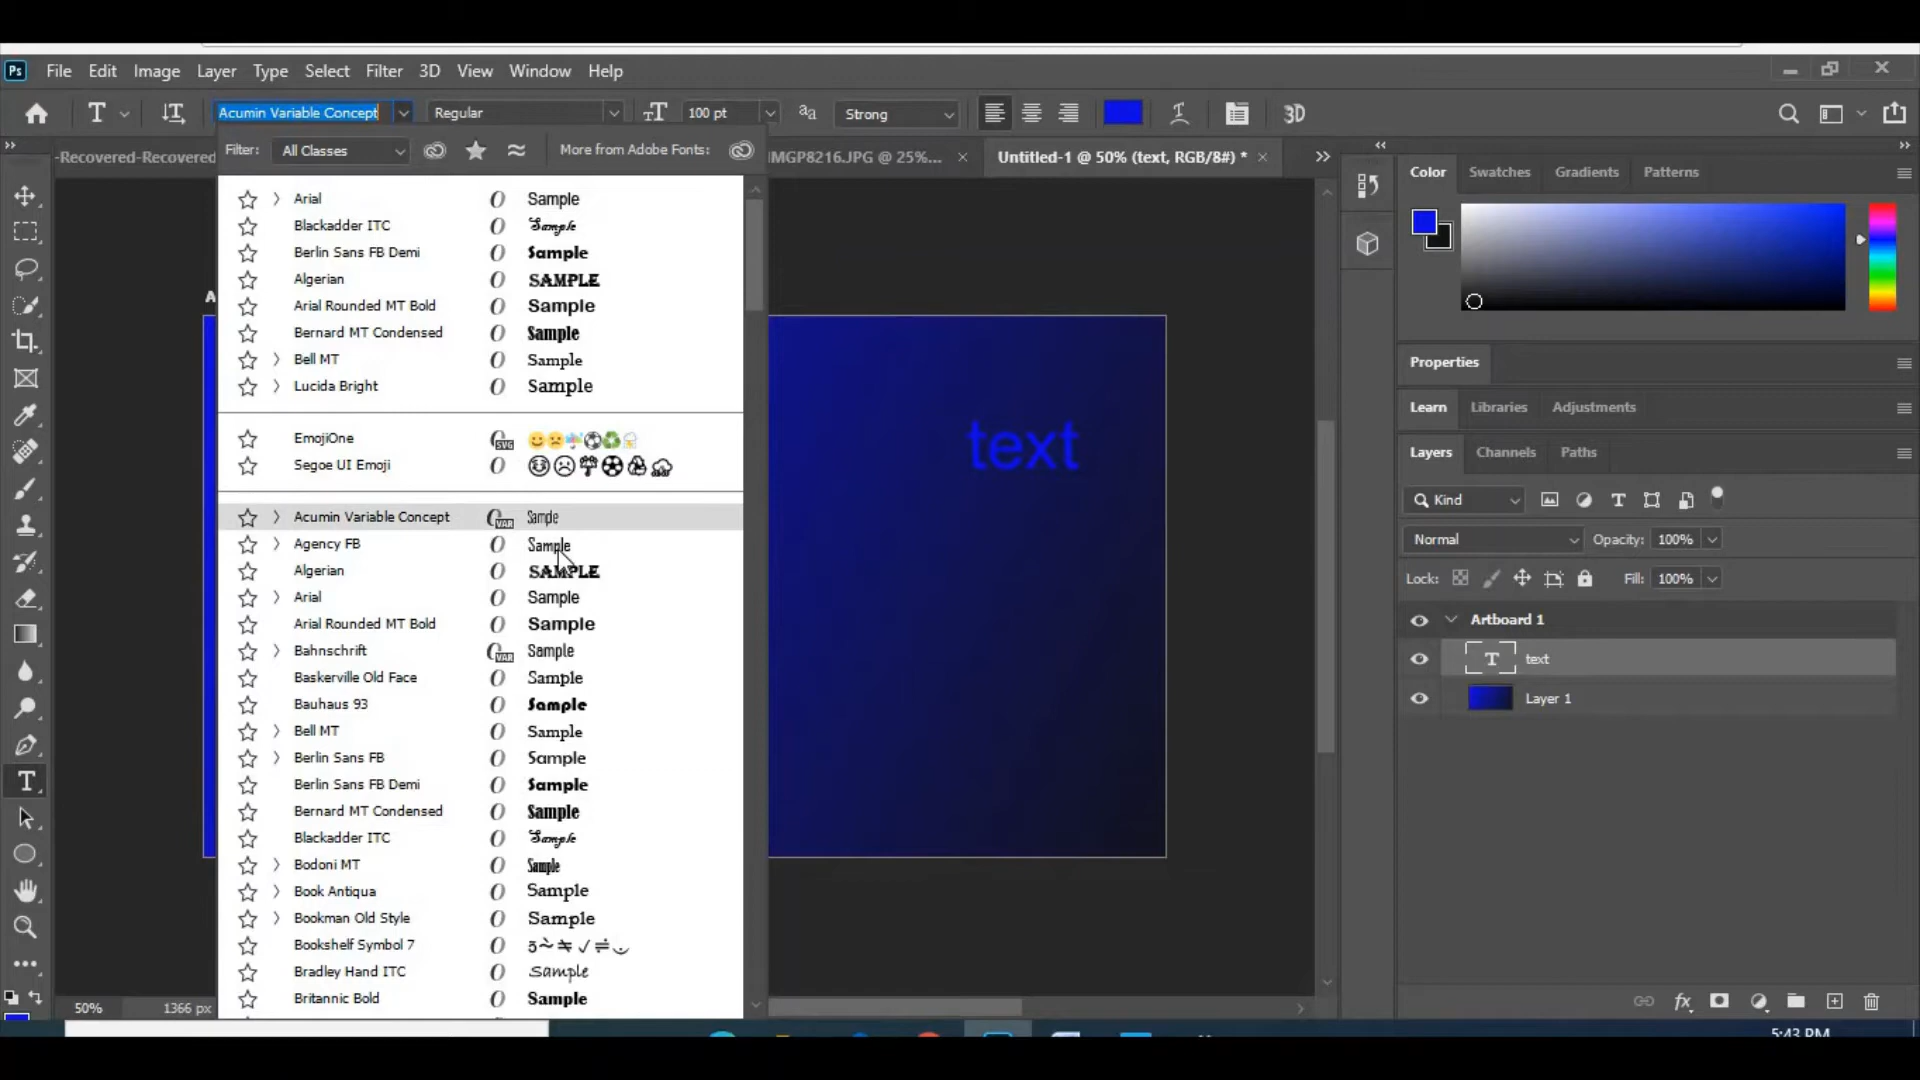 Ps File Edit Image Layer Type Select Filter 3D View Window Help
T Acumin Variable Concept Regular 100 pt aa Strong 3D
Filter: All Classes More from Adobe Fonts:
-Recovered-Recovered IMGP8216.JPG @ 25%... Untitled-1 @ 50% (text, RGB/8#) *
Arial Sample
Blackadder ITC Sample
Berlin Sans FB Demi Sample
Algerian SAMPLE
Arial Rounded MT Bold Sample
Bernard MT Condensed Sample
Bell MT Sample
Lucida Bright Sample
EmojiOne
Segoe UI Emoji
Acumin Variable Concept Sample
Agency FB Sample
Algerian SAMPLE
Arial Sample
Arial Rounded MT Bold Sample
Bahnschrift Sample
Baskerville Old Face Sample
Bauhaus 93 Sample
Bell MT Sample
Berlin Sans FB Sample
Berlin Sans FB Demi Sample
Bernard MT Condensed Sample
Blackadder ITC Sample
Bodoni MT Sample
Book Antiqua Sample
Bookman Old Style Sample
Bookshelf Symbol 7
Bradley Hand ITC Sample
Britannic Bold Sample
text
50% 1366 px
Color Swatches Gradients Patterns
Properties
Learn Libraries Adjustments
Layers Channels Paths
Kind
Normal Opacity: 100%
Lock: Fill: 100%
Artboard 1
T text
Layer 1
fx
5:43 PM